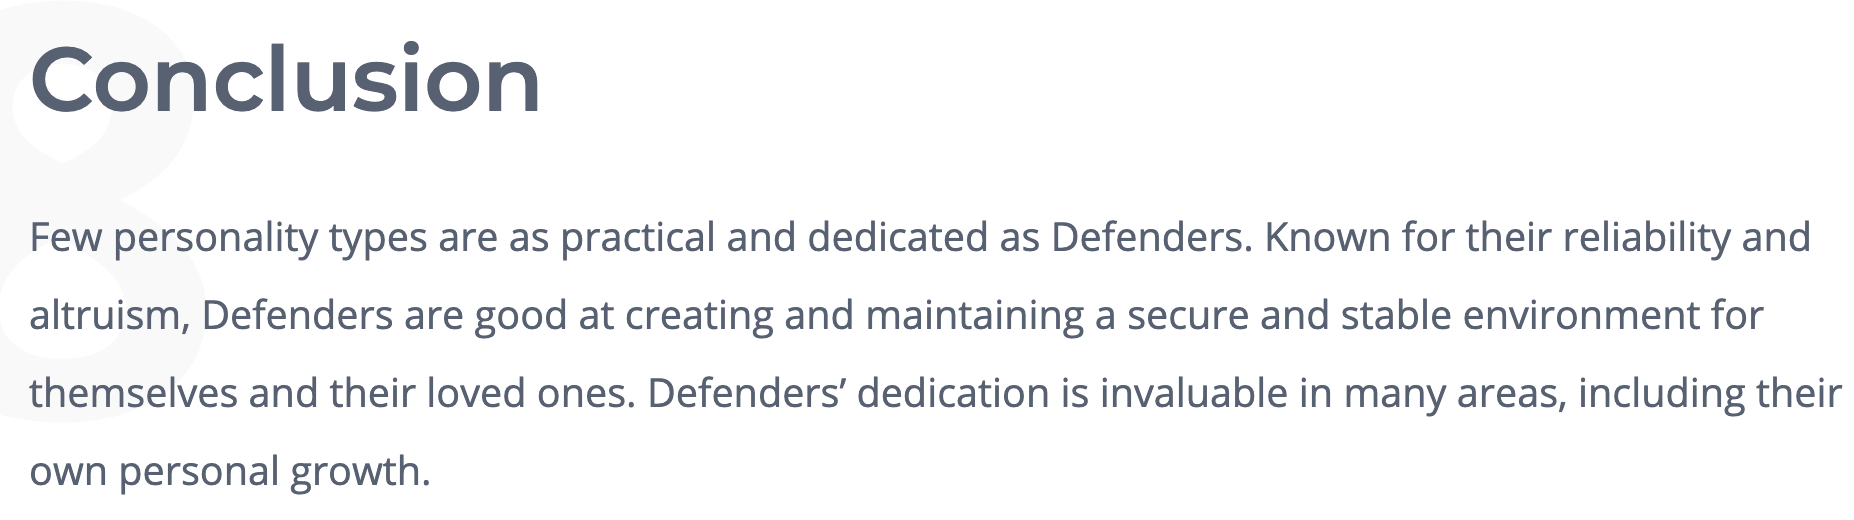 8
Conclusion
Few personality types are as practical and dedicated as Defenders. Known for their reliability and
altruism, Defenders are good at creating and maintaining a secure and stable environment for
themselves and their loved ones. Defenders’ dedication is invaluable in many areas, including their
own personal growth.